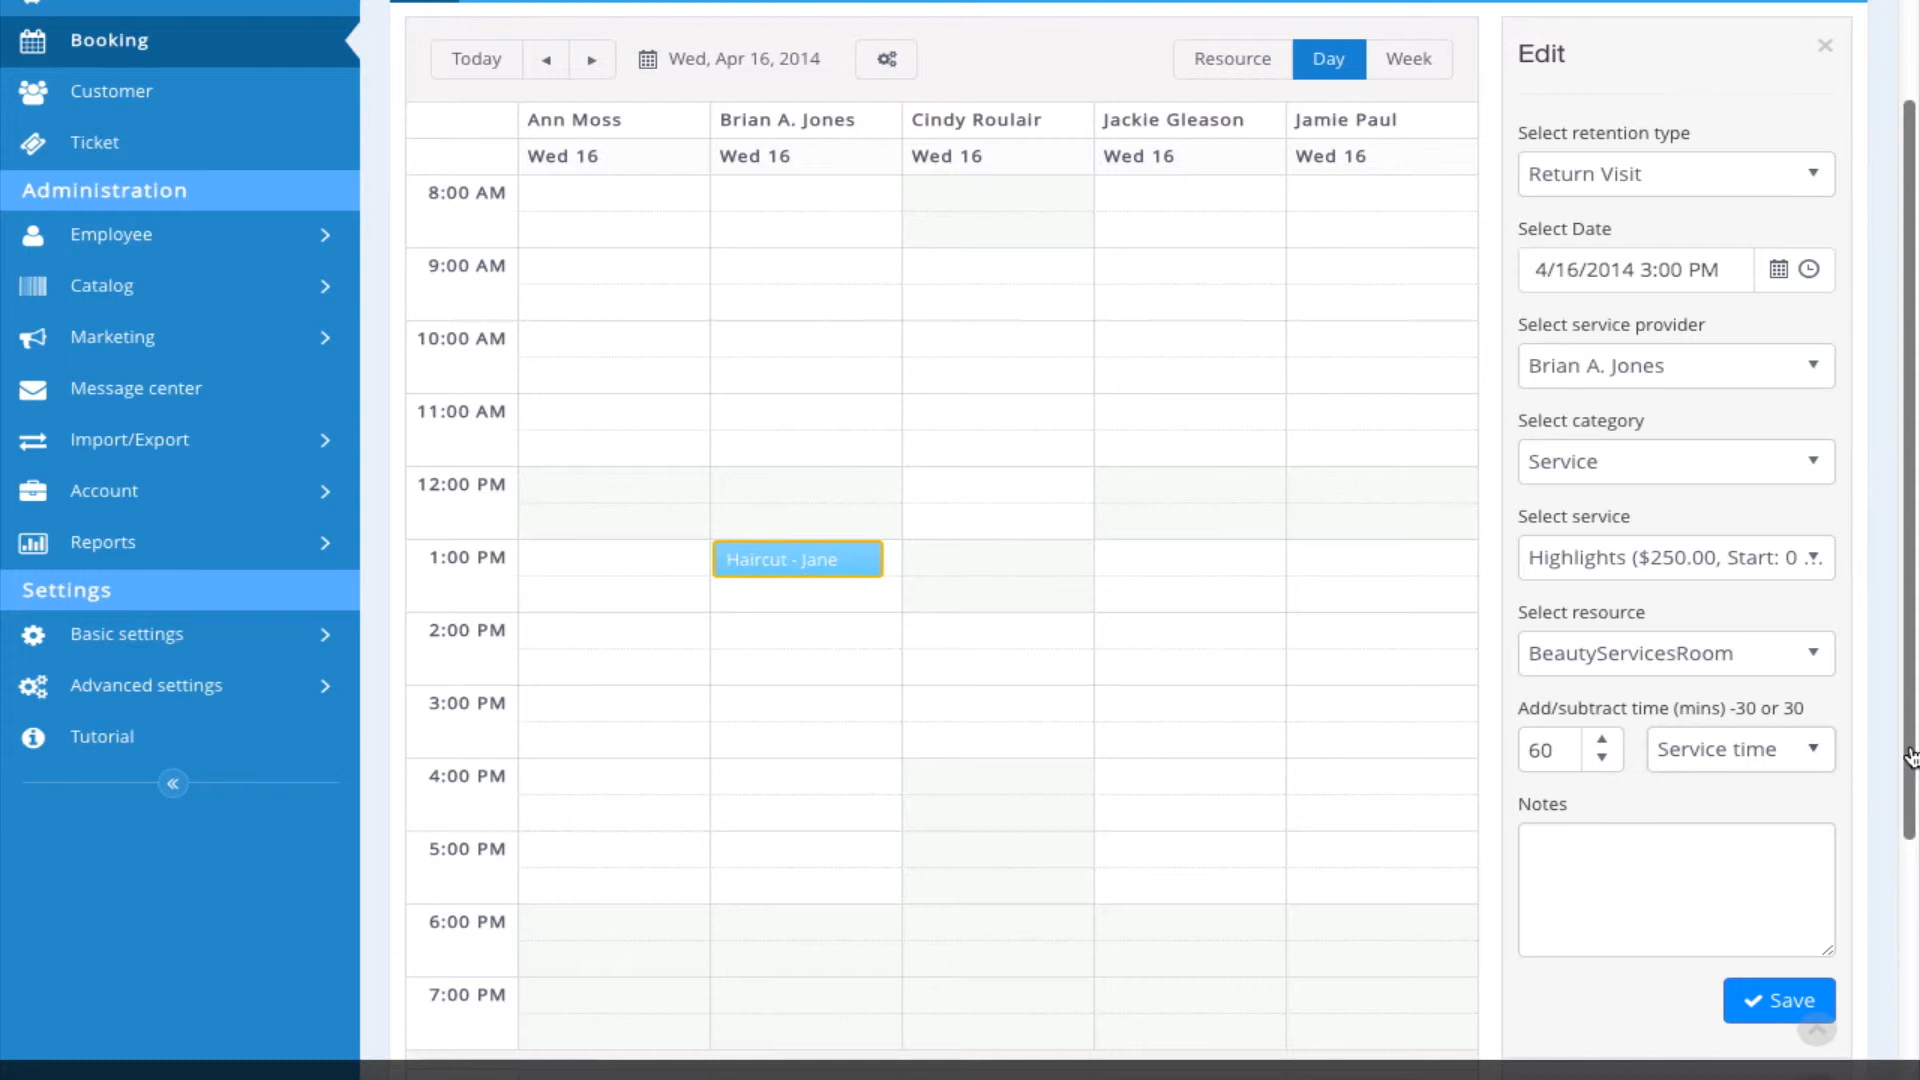 Booking
Customer
Ticket
Administration
Employee
Catalog
Marketing
Message center
Import/Export
Account
Reports
Settings
Basic settings
Advanced settings
Tutorial
Today
Wed, Apr 16, 2014
Resource
Day
Week
Ann Moss
Brian A. Jones
Cindy Roulair
Jackie Gleason
Jamie Paul
Wed 16
Wed 16
Wed 16
Wed 16
Wed 16
8:00 AM
9:00 AM
10:00 AM
11:00 AM
12:00 PM
1:00 PM
Haircut - Jane
2:00 PM
3:00 PM
4:00 PM
5:00 PM
6:00 PM
7:00 PM
Edit
Select retention type
Return Visit
Select Date
4/16/2014 3:00 PM
Select service provider
Brian A. Jones
Select category
Service
Select service
Highlights ($250.00, Start: 0 ...
Select resource
BeautyServicesRoom
Add/subtract time (mins) -30 or 30
60
Service time
Notes
Save